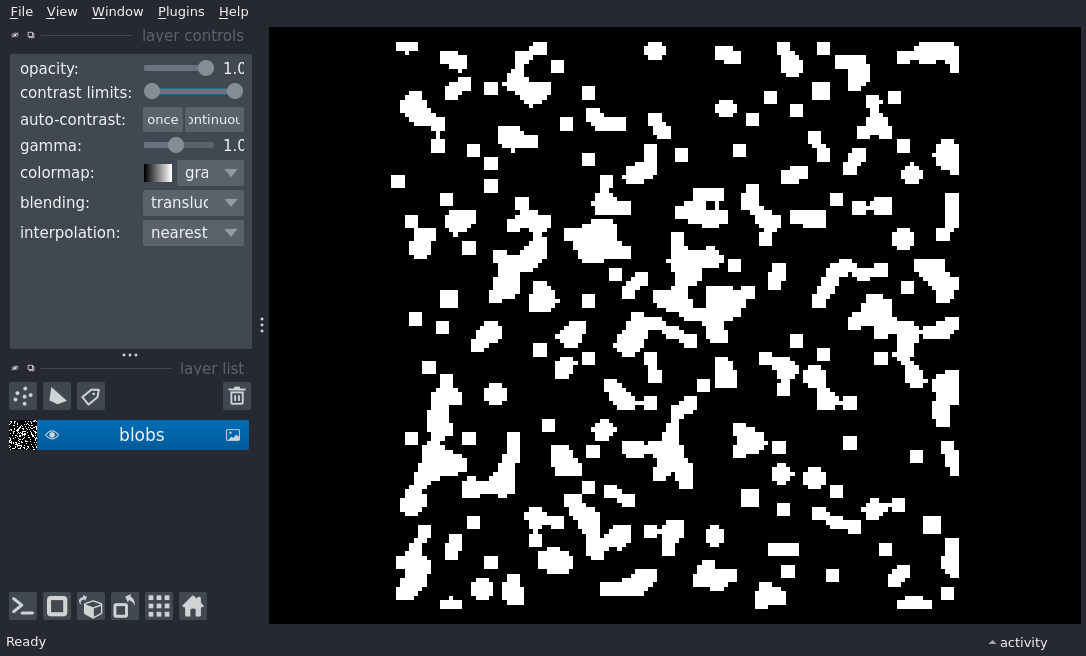 File View Window Plugins Help
layer controls
opacity: 1.0
contrast limits:
auto-contrast: once ontinuou
gamma: 1.0
colormap: gra
blending: transluc
interpolation: nearest
layer list
blobs
Ready activity